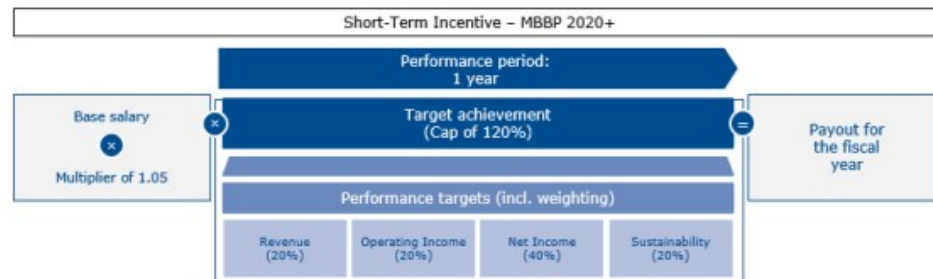 Short-Term Incentive – MBBP 2020+
Performance period:
1 year
Base salary
×
Multiplier of 1.05
×
Target achievement
(Cap of 120%)
=
Payout for
the fiscal
year
Performance targets (incl. weighting)
Revenue
(20%)
Operating Income
(20%)
Net Income
(40%)
Sustainability
(20%)